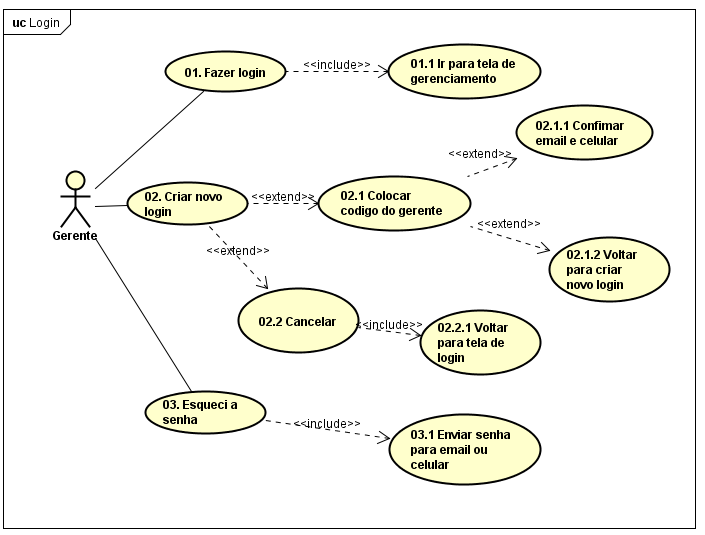 uc Login
01. Fazer login
<<include>>
01.1 Ir para tela de
gerenciamento
02.1.1 Confimar
email e celular
<<extend>>
Gerente
02. Criar novo
login
<<extend>>
02.1 Colocar
codigo do gerente
<<extend>>
02.1.2 Voltar
para criar
novo login
<<extend>>
02.2 Cancelar
<<include>>
02.2.1 Voltar
para tela de
login
03. Esqueci a
senha
<<include>>
03.1 Enviar senha
para email ou
celular